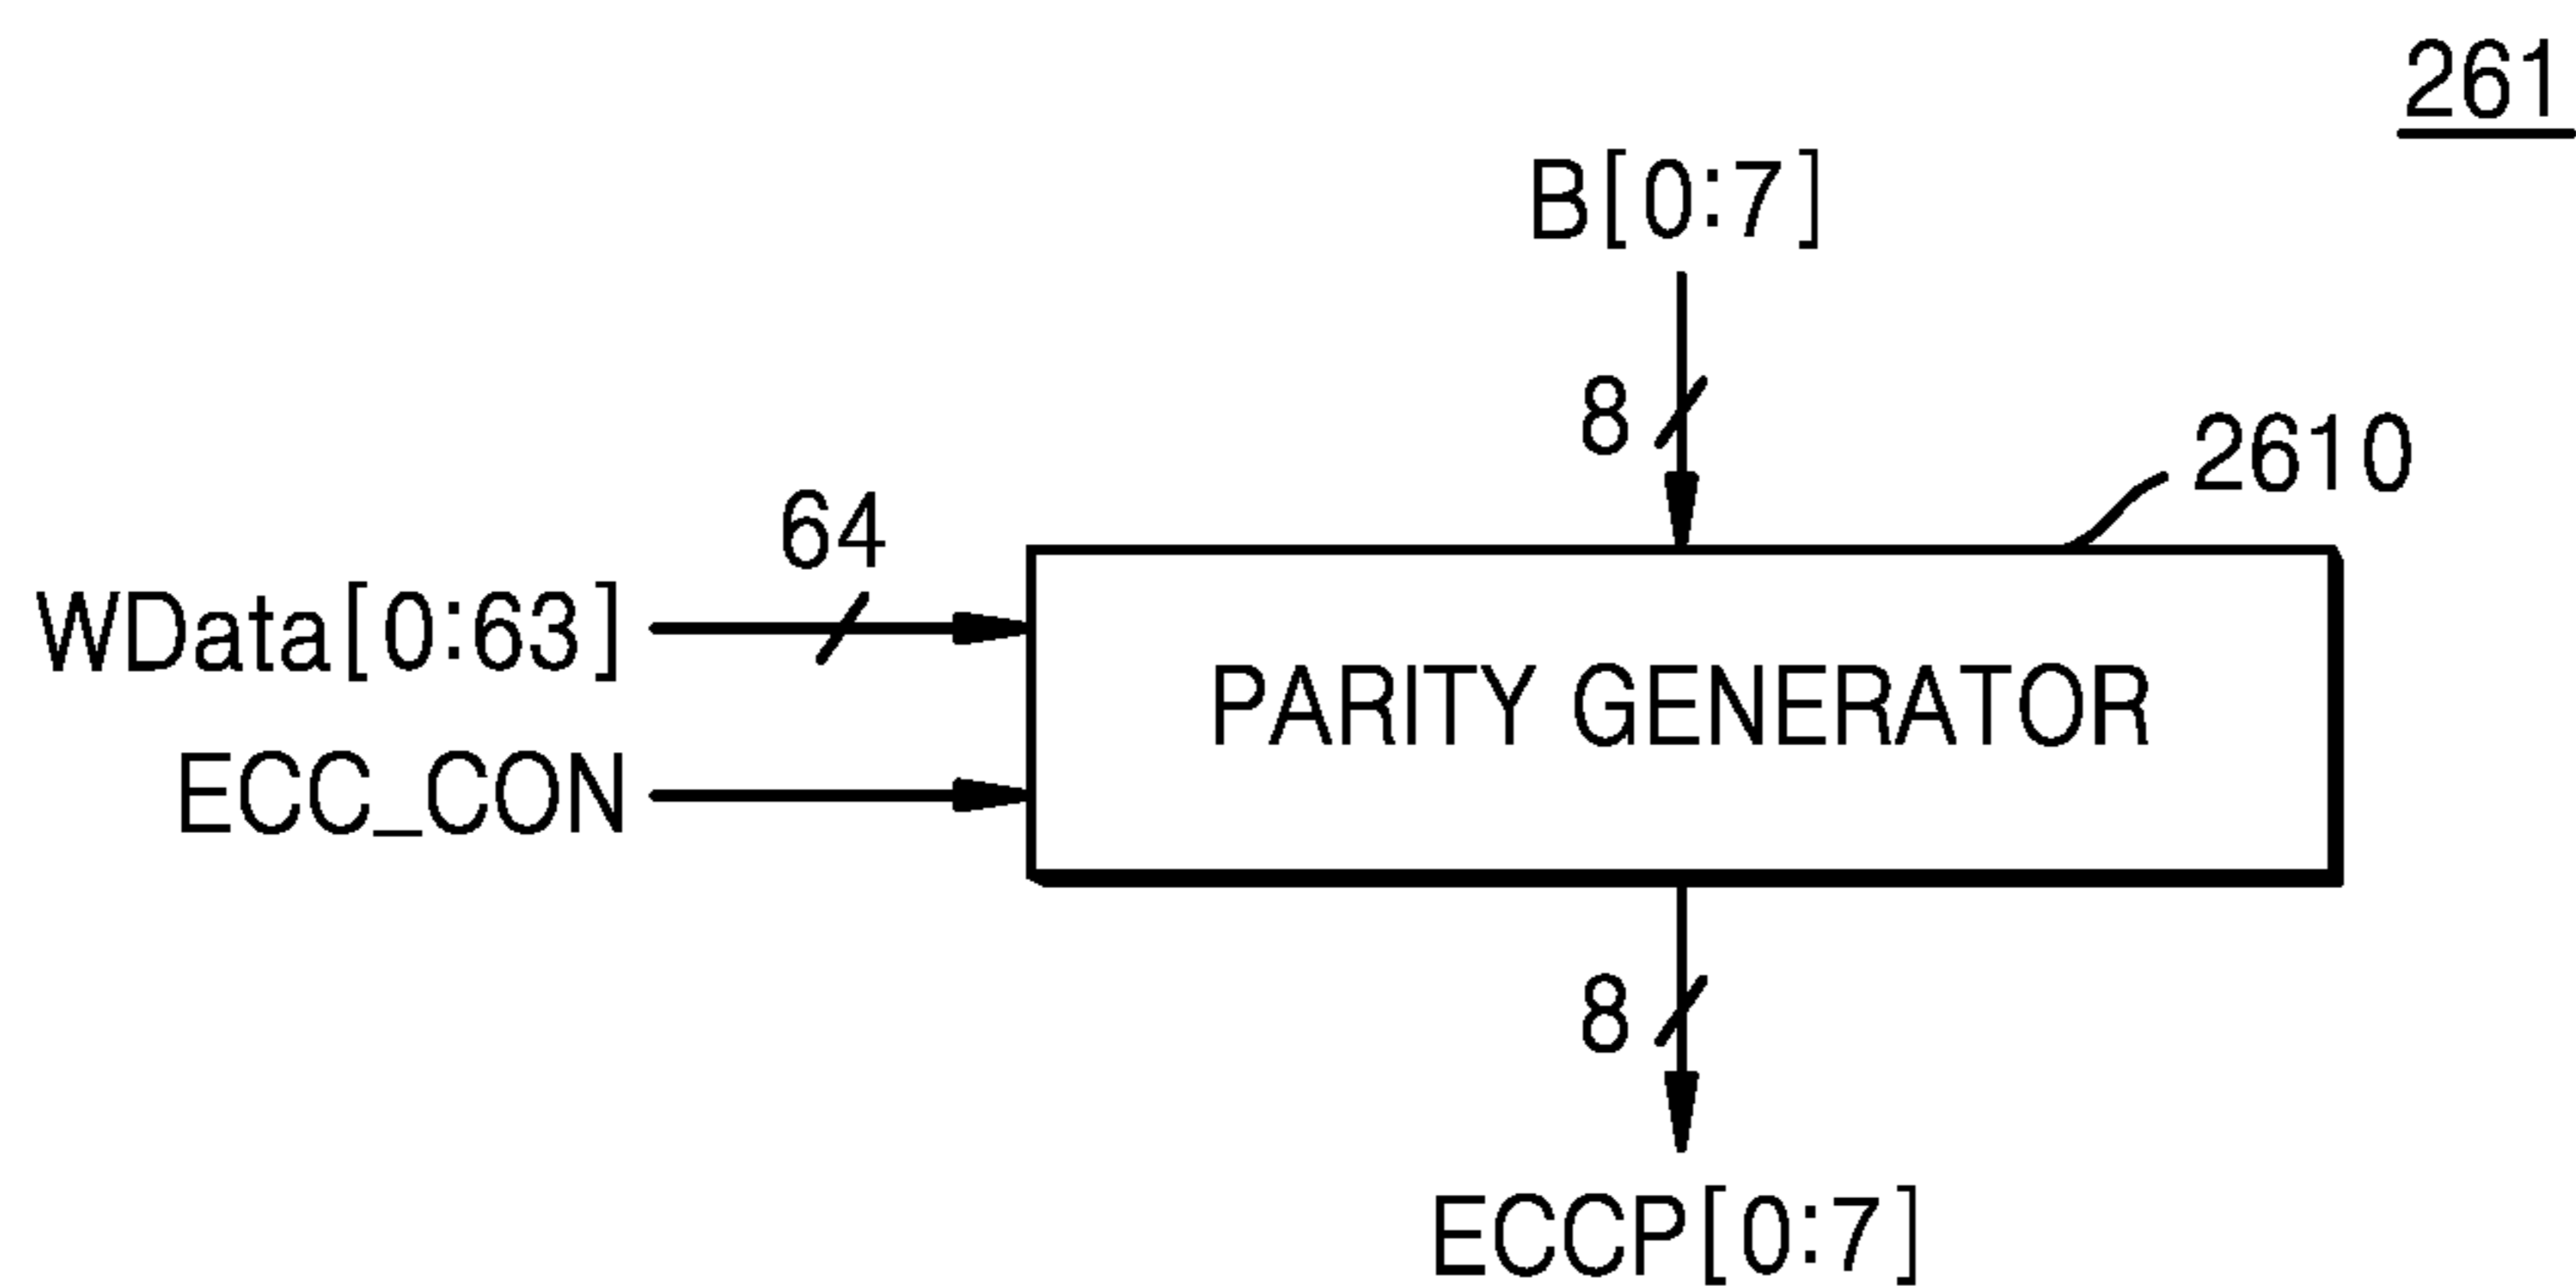 261
B[0:7]
8
2610
64
WData[0:63]
PARITY GENERATOR
ECC_CON
8
ECCP[0:7]